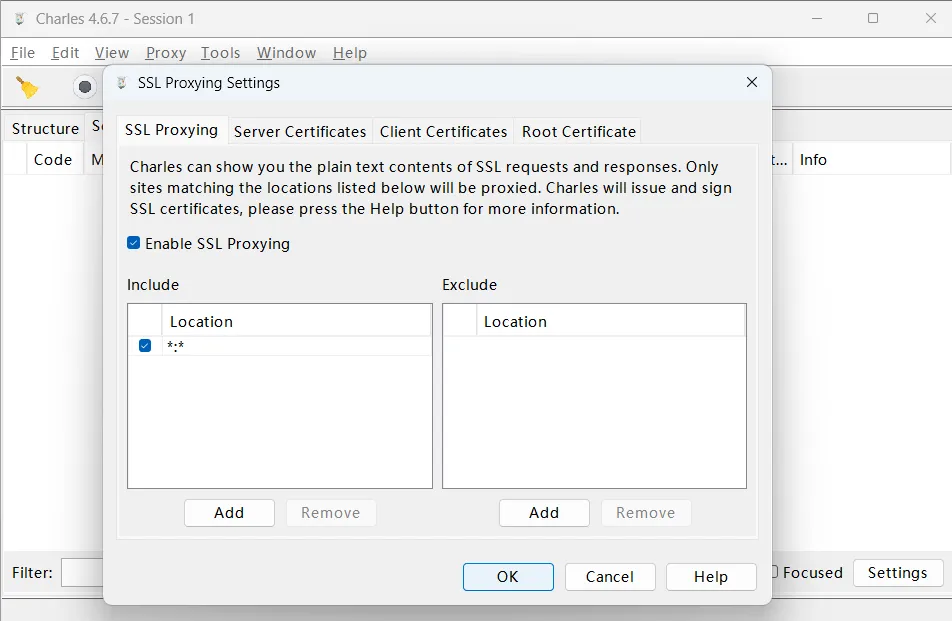 Charles 4.6.7 - Session 1
File Edit View Proxy Tools Window Help
SSL Proxying Settings
Structure
SSL Proxying Server Certificates Client Certificates Root Certificate
Code M
t... Info
Charles can show you the plain text contents of SSL requests and responses. Only
sites matching the locations listed below will be proxied. Charles will issue and sign
SSL certificates, please press the Help button for more information.
Enable SSL Proxying
Include Exclude
Location Location
*:*
Add Remove Add Remove
Filter: Focused Settings
OK Cancel Help